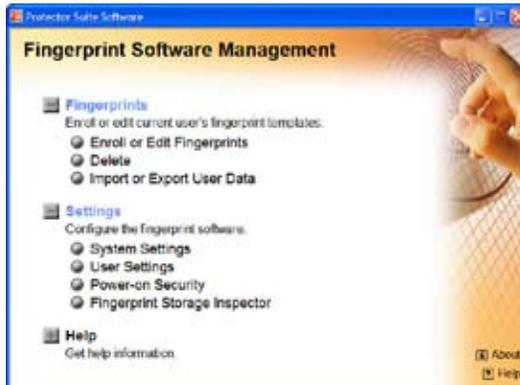 Protector Suite Software
Fingerprint Software Management
Fingerprints
Enroll or edit current user's fingerprint templates.
Enroll or Edit Fingerprints
Delete
Import or Export User Data
Settings
Configure the fingerprint software.
System Settings
User Settings
Power-on Security
Fingerprint Storage Inspector
Help
Get help information.
About
Help